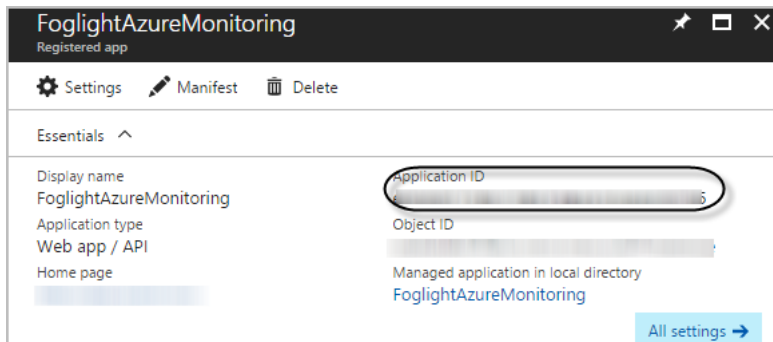 FoglightAzureMonitoring
Registered app
Settings Manifest Delete
Essentials
Display name
FoglightAzureMonitoring
Application type
Web app / API
Home page
Application ID
Object ID
Managed application in local directory
FoglightAzureMonitoring
All settings